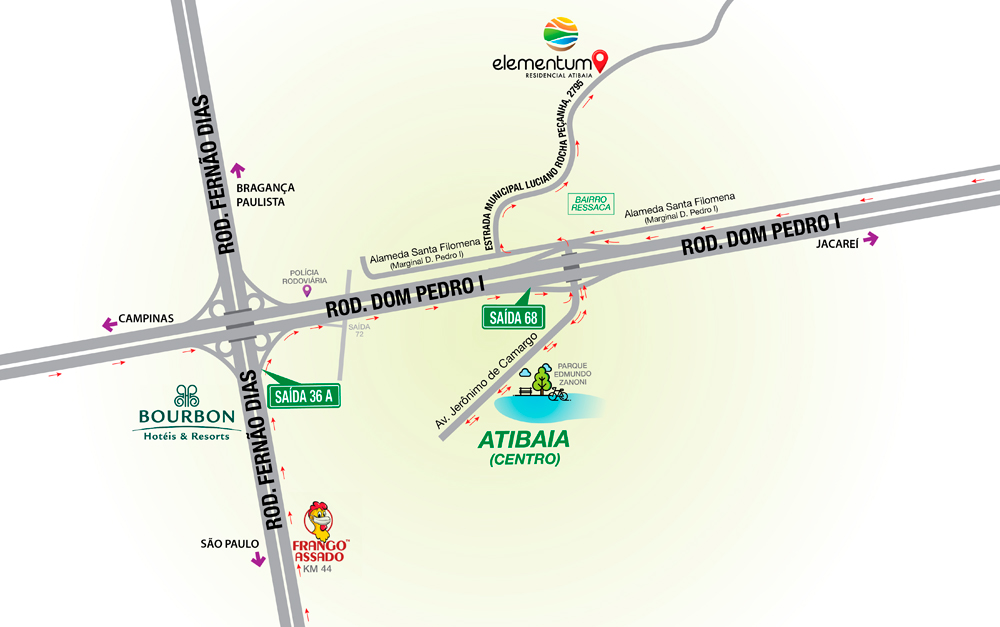 elementum
RESIDENCIAL ATIBAIA
ESTRADA MUNICIPAL LUCIANO ROCHA PEÇANHA, 2795
ROD. FERNÃO DIAS
BRAGANÇA
PAULISTA
BAIRRO
RESSACA
Alameda Santa Filomena
(Marginal D. Pedro I)
Alameda Santa Filomena
(Marginal D. Pedro I)
ROD. DOM PEDRO I
JACAREÍ
POLÍCIA
RODOVIÁRIA
ROD. DOM PEDRO I
CAMPINAS
SAÍDA
72
SAÍDA 68
Av. Jerônimo de Camargo
PARQUE
EDMUNDO
ZANONI
SAÍDA 36 A
BOURBON
Hotéis & Resorts
ROD. FERNÃO DIAS
ATIBAIA
(CENTRO)
SÃO PAULO
FRANGO™
ASSADO
KM 44